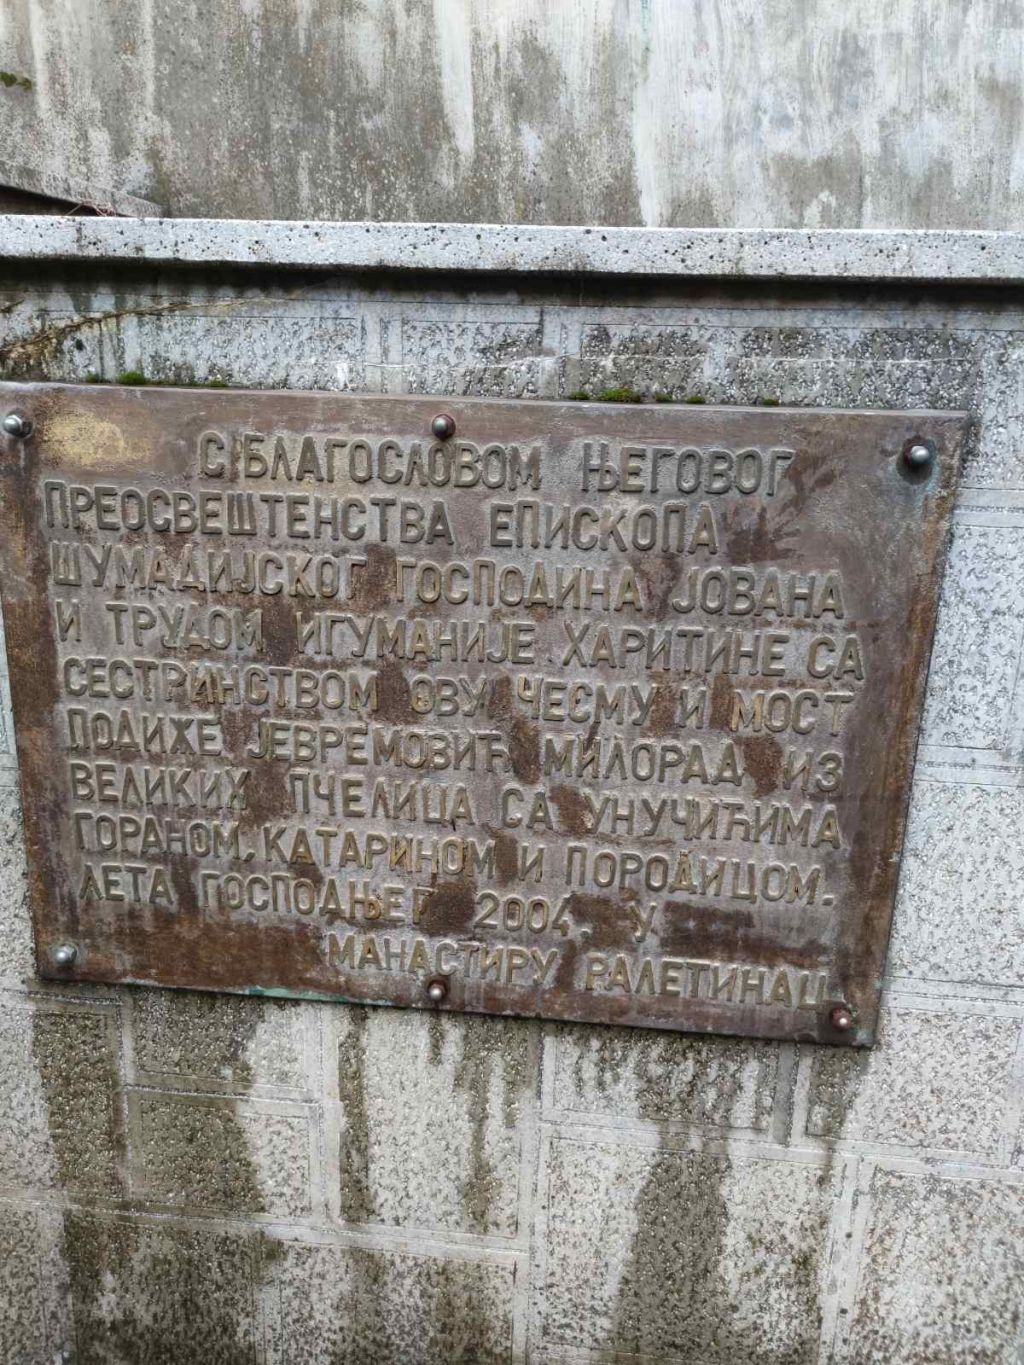 С БЛАГОСЛОВОМ ЊЕГОВОГ
ПРЕОСВЕШТЕНСТВА ЕПИСКОПА
ШУМАДИЈСКОГ ГОСПОДИНА ЈОВАНА
И ТРУДОМ ИГУМАНИЈЕ ХАРИТИНЕ СА
СЕСТРИНСТВОМ ОВУ ЧЕСМУ И МОСТ
ПОДИЖЕ ЈЕВРЕМОВИЋ МИЛОРАД ИЗ
ВЕЛИКИХ ПЧЕЛИЦА СА УНУЧИЋИМА
ГОРАНОМ, КАТАРИНОМ И ПОРОДИЦОМ.
ЛЕТА ГОСПОДЊЕГ 2004. У
МАНАСТИРУ РАЛЕТИНАЦ